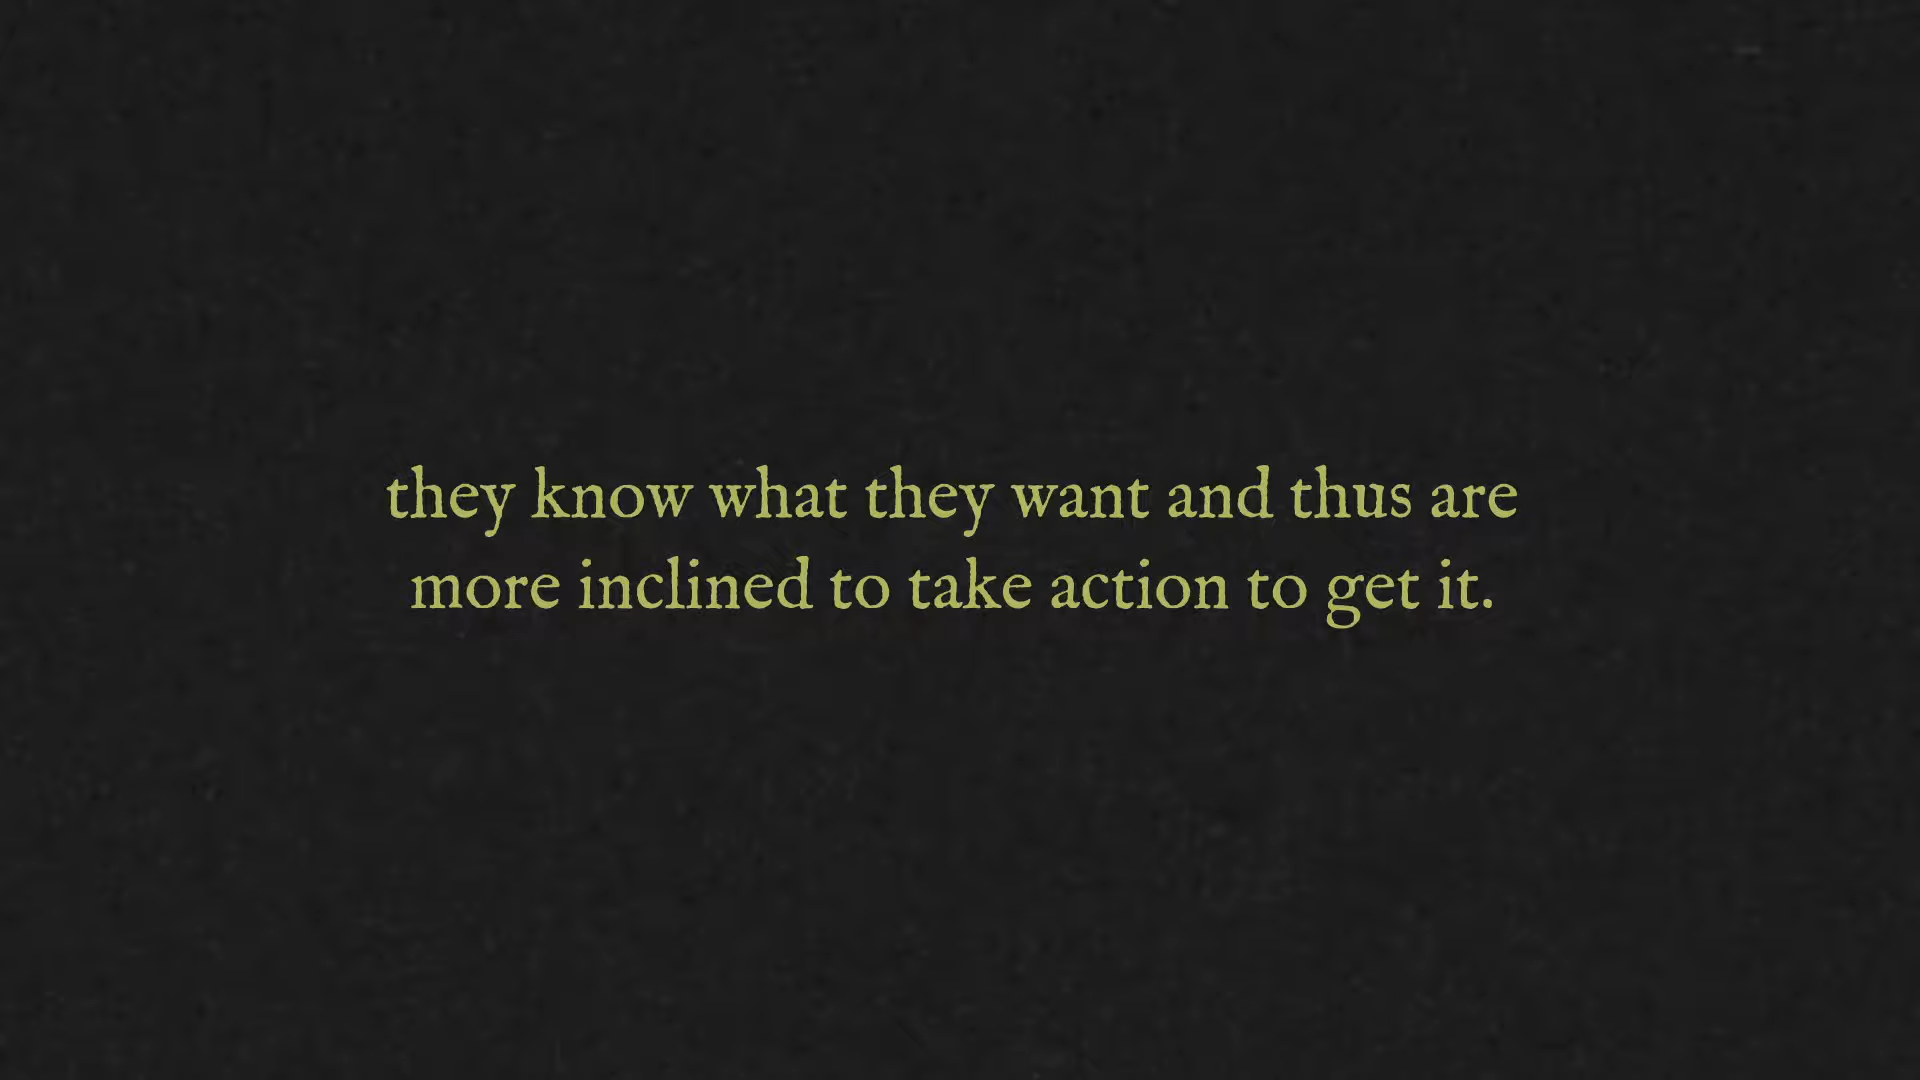 they know what they want and thus are
more inclined to take action to get it.